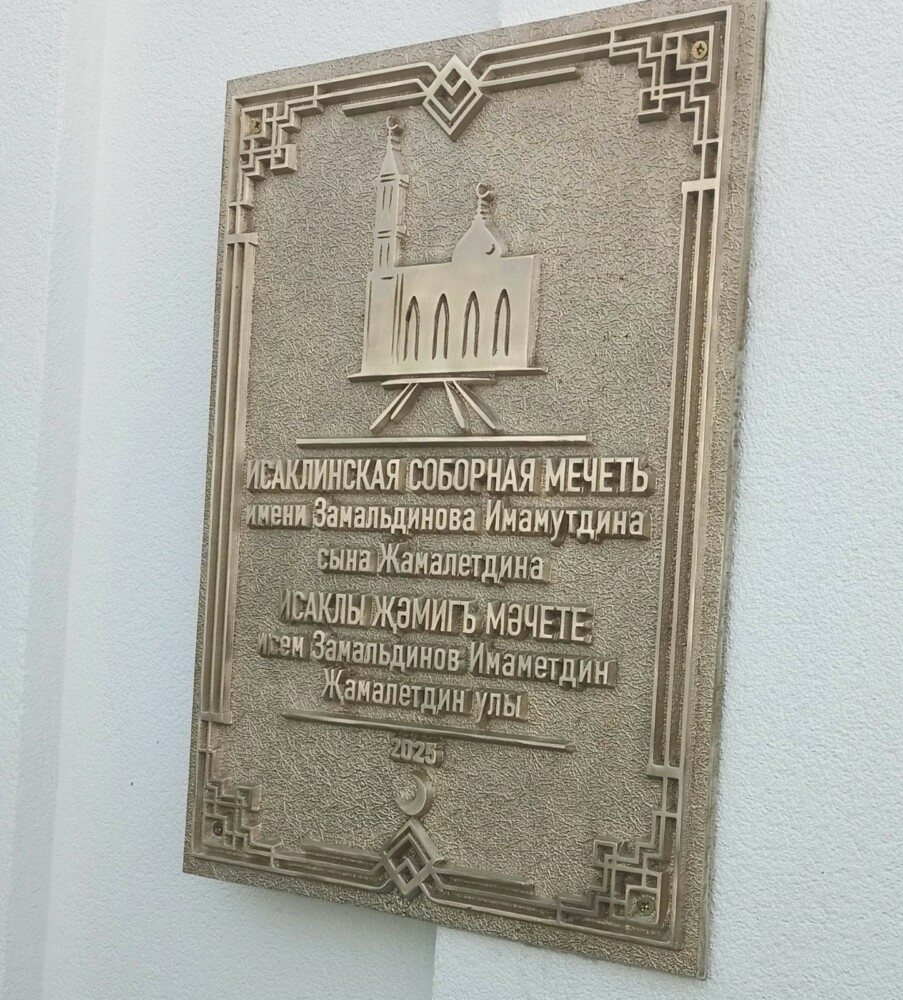 ИСАКЛИНСКАЯ СОБОРНАЯ МЕЧЕТЬ
имени Замальдинова Имамутдина
сына Жамалетдина
ИСАКЛЫ ҖӘМИГЪ МӘЧЕТЕ
исем Замальдинов Имаметдин
Җамалетдин улы
2025